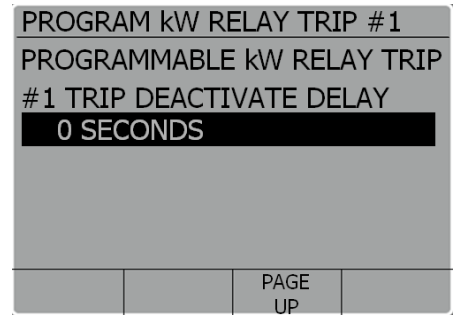 PROGRAM kW RELAY TRIP #1
PROGRAMMABLE kW RELAY TRIP
#1 TRIP DEACTIVATE DELAY
0 SECONDS
PAGE
UP